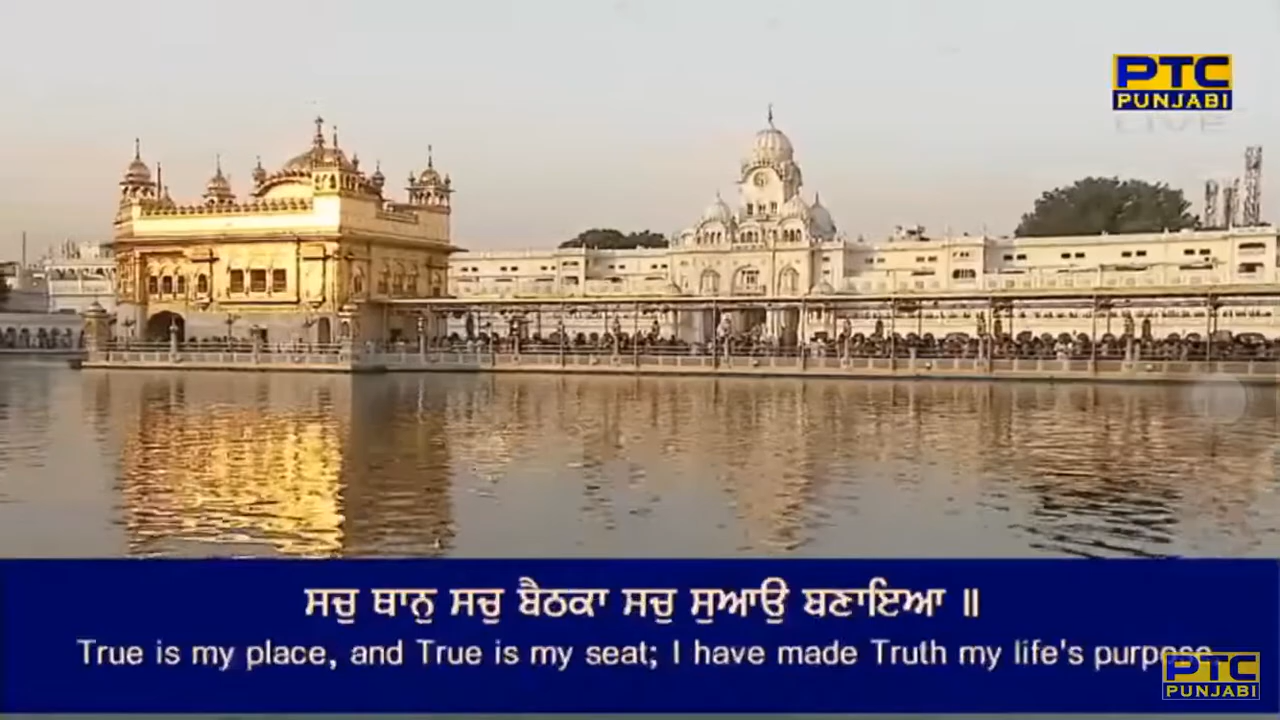 PTC
PUNJABI
LIVE
ਸਚੁ ਥਾਨੁ ਸਚੁ ਬੈਠਕਾ ਸਚੁ ਸੁਆਉ ਬਣਾਇਆ ॥
True is my place, and True is my seat; I have made Truth my life's purpose.
PTC
PUNJABI